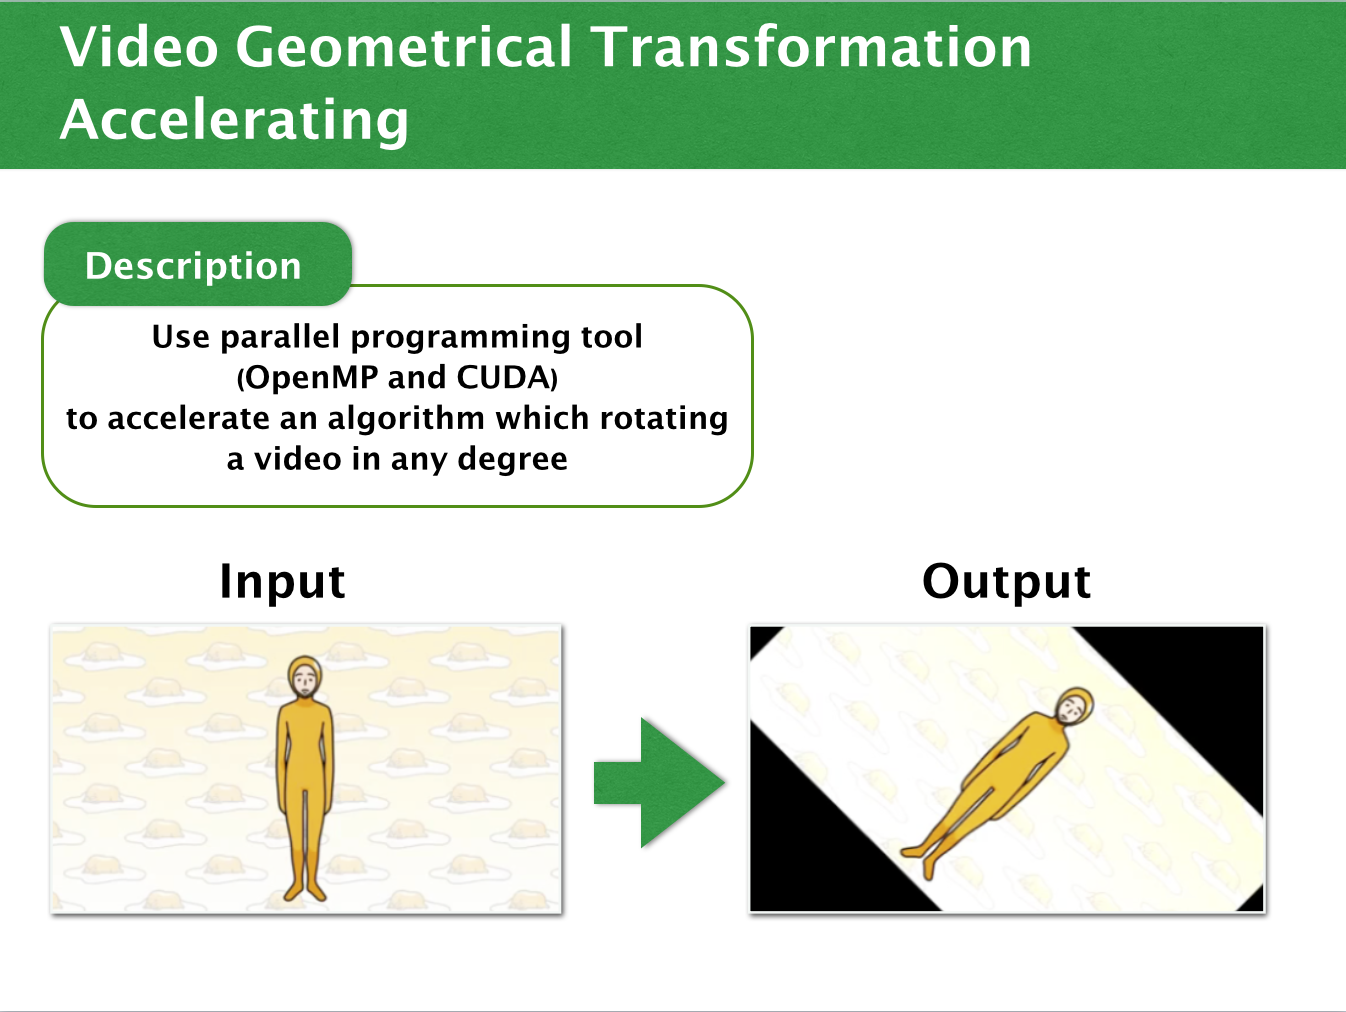 Video Geometrical Transformation
Accelerating
Description
Use parallel programming tool
(OpenMP and CUDA)
to accelerate an algorithm which rotating
a video in any degree
Input
Output